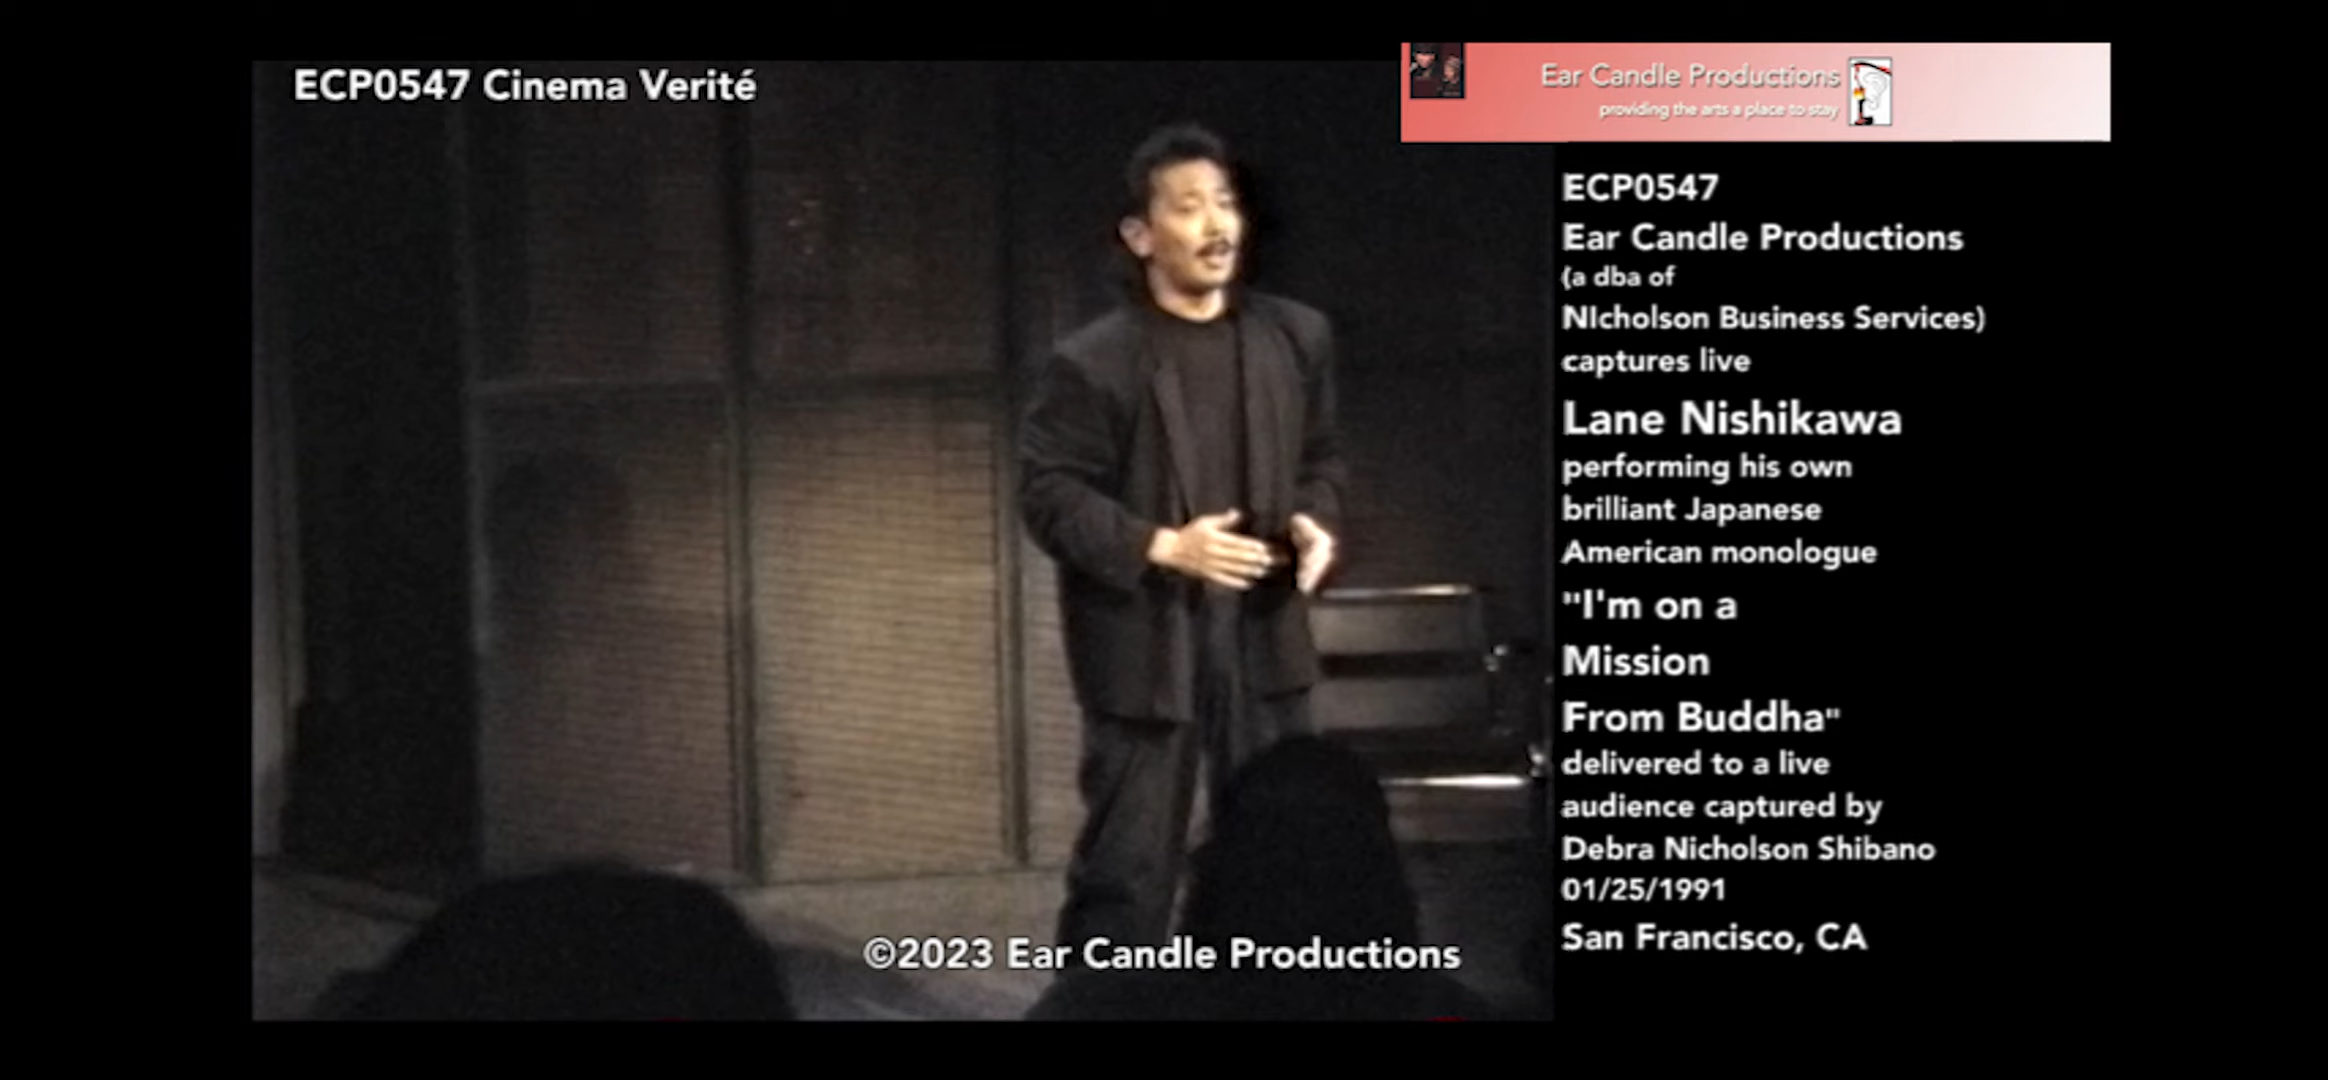 ECP0547 Cinema Verité
Ear Candle Productions
providing the arts a place to stay
ECP0547
Ear Candle Productions
(a dba of
NIcholson Business Services)
captures live
Lane Nishikawa
performing his own
brilliant Japanese
American monologue
"I'm on a
Mission
From Buddha"
delivered to a live
audience captured by
Debra Nicholson Shibano
01/25/1991
San Francisco, CA
©2023 Ear Candle Productions